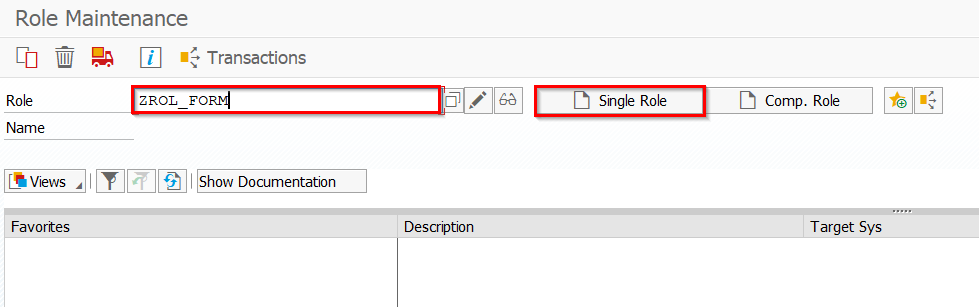 Role Maintenance
Transactions
Role ZROL_FORM Single Role Comp. Role
Name
Views Show Documentation
Favorites Description Target Sys